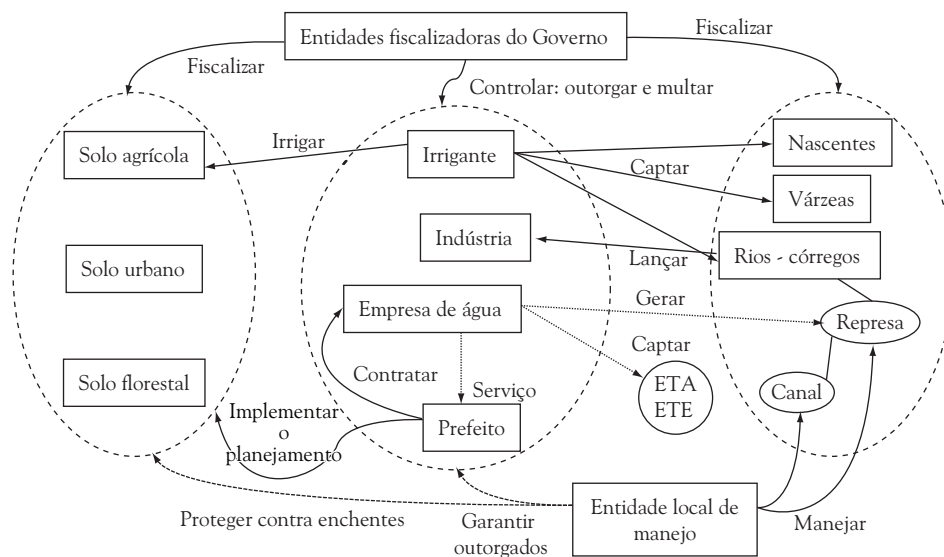 Entidades fiscalizadoras do Governo
Fiscalizar
Fiscalizar
Controlar: outorgar e multar
Solo agrícola
Irrigar
Irrigante
Captar
Nascentes
Várzeas
Solo urbano
Indústria
Lançar
Rios - córregos
Empresa de água
Gerar
Represa
Solo florestal
Contratar
Captar
Serviço
ETA
ETE
Canal
Implementar
o
planejamento
Prefeito
Proteger contra enchentes
Garantir
outorgados
Entidade local de
manejo
Manejar